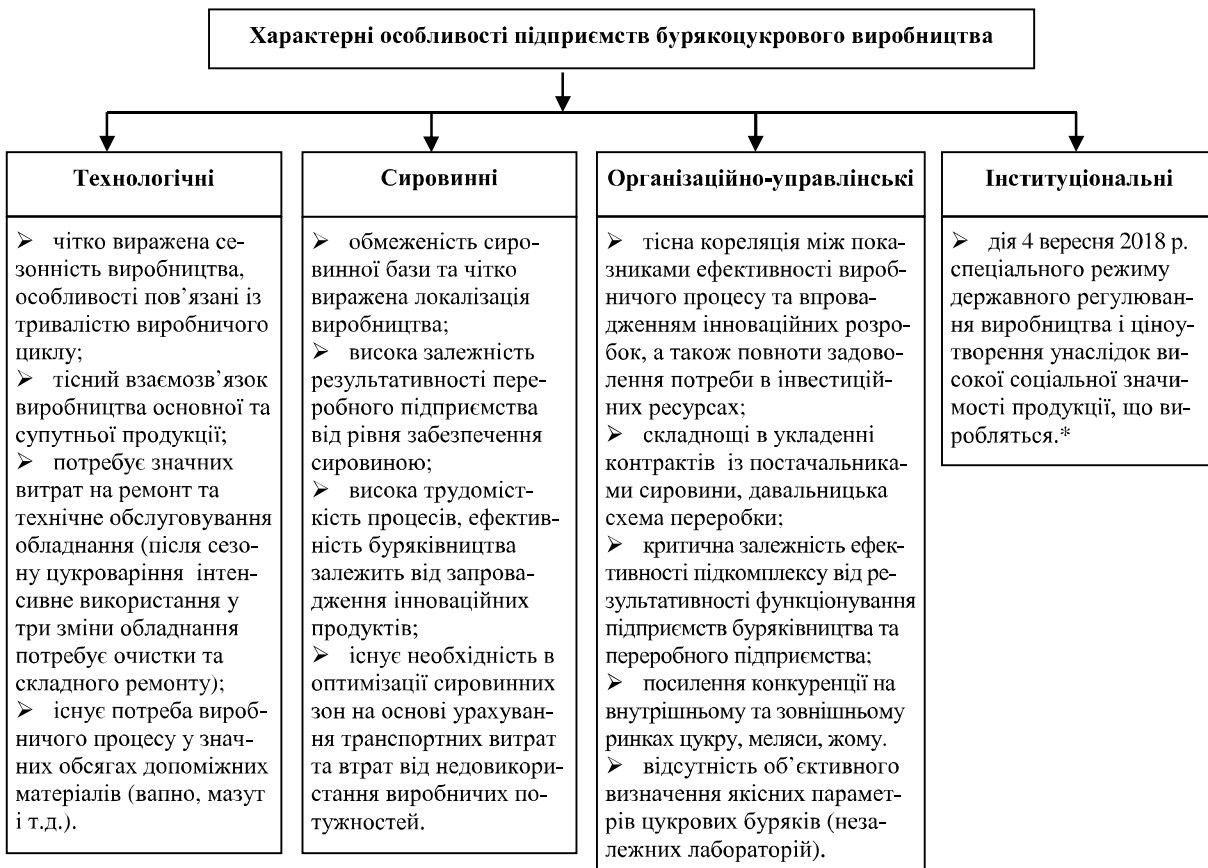 Характерні особливості підприємств бурякоцукрового виробництва
Технологічні
➢ чітко виражена се-
зонність виробництва,
особливості пов’язані із
тривалістю виробничого
циклу;
➢ тісний взаємозв’язок
виробництва основної та
супутньої продукції;
➢ потребує значних
витрат на ремонт та
технічне обслуговування
обладнання (після сезо-
ну цукроваріння інтен-
сивне використання у
три зміни обладнання
потребує очистки та
складного ремонту);
➢ існує потреба вироб-
ничого процесу у знач-
них обсягах допоміжних
матеріалів (вапно, мазут
і т.д.).
Сировинні
➢ обмеженість сиро-
винної бази та чітко
виражена локалізація
виробництва;
➢ висока залежність
результативності пере-
робного підприємства
від рівня забезпечення
сировиною;
➢ висока трудоміст-
кість процесів, ефектив-
ність буряківництва
залежить від запрова-
дження інноваційних
продуктів;
➢ існує необхідність в
оптимізації сировинних
зон на основі урахуван-
ня транспортних витрат
та втрат від недовикори-
стання виробничих по-
тужностей.
Організаційно-управлінські
➢ тісна кореляція між пока-
зниками ефективності вироб-
ничого процесу та впрова-
дженням інноваційних розро-
бок, а також повноти задово-
лення потреби в інвестицій-
них ресурсах;
➢ складнощі в укладенні
контрактів із постачальника-
ми сировини, давальницька
схема переробки;
➢ критична залежність ефек-
тивності підкомплексу від ре-
зультативності функціонування
підприємств буряківництва та
переробного підприємства;
➢ посилення конкуренції на
внутрішньому та зовнішньому
ринках цукру, меляси, жому.
➢ відсутність об’єктивного
визначення якісних парамет-
рів цукрових буряків (неза-
лежних лабораторій).
Інституціональні
➢ дія 4 вересня 2018 р.
спеціального режиму
державного регулюван-
ня виробництва і ціноу-
творення унаслідок ви-
сокої соціальної значи-
мості продукції, що ви-
робляться.*